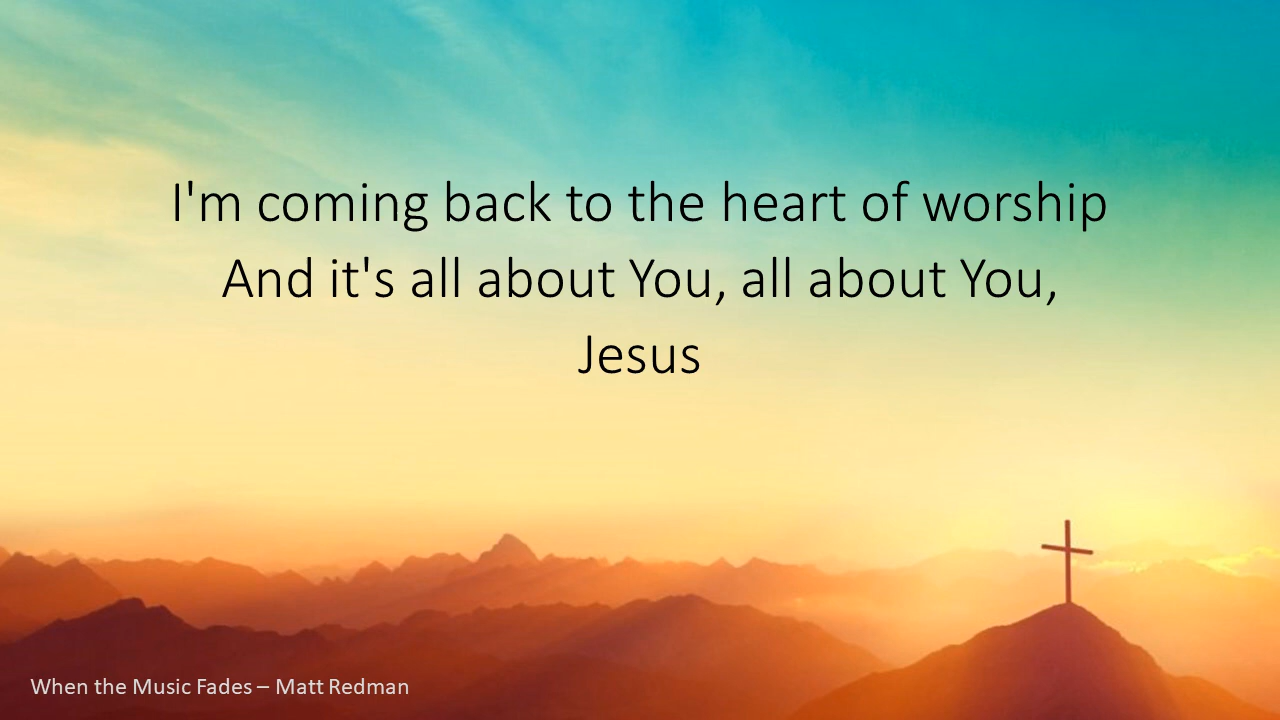 I'm coming back to the heart of worship
And it's all about You, all about You,
Jesus
When the Music Fades – Matt Redman